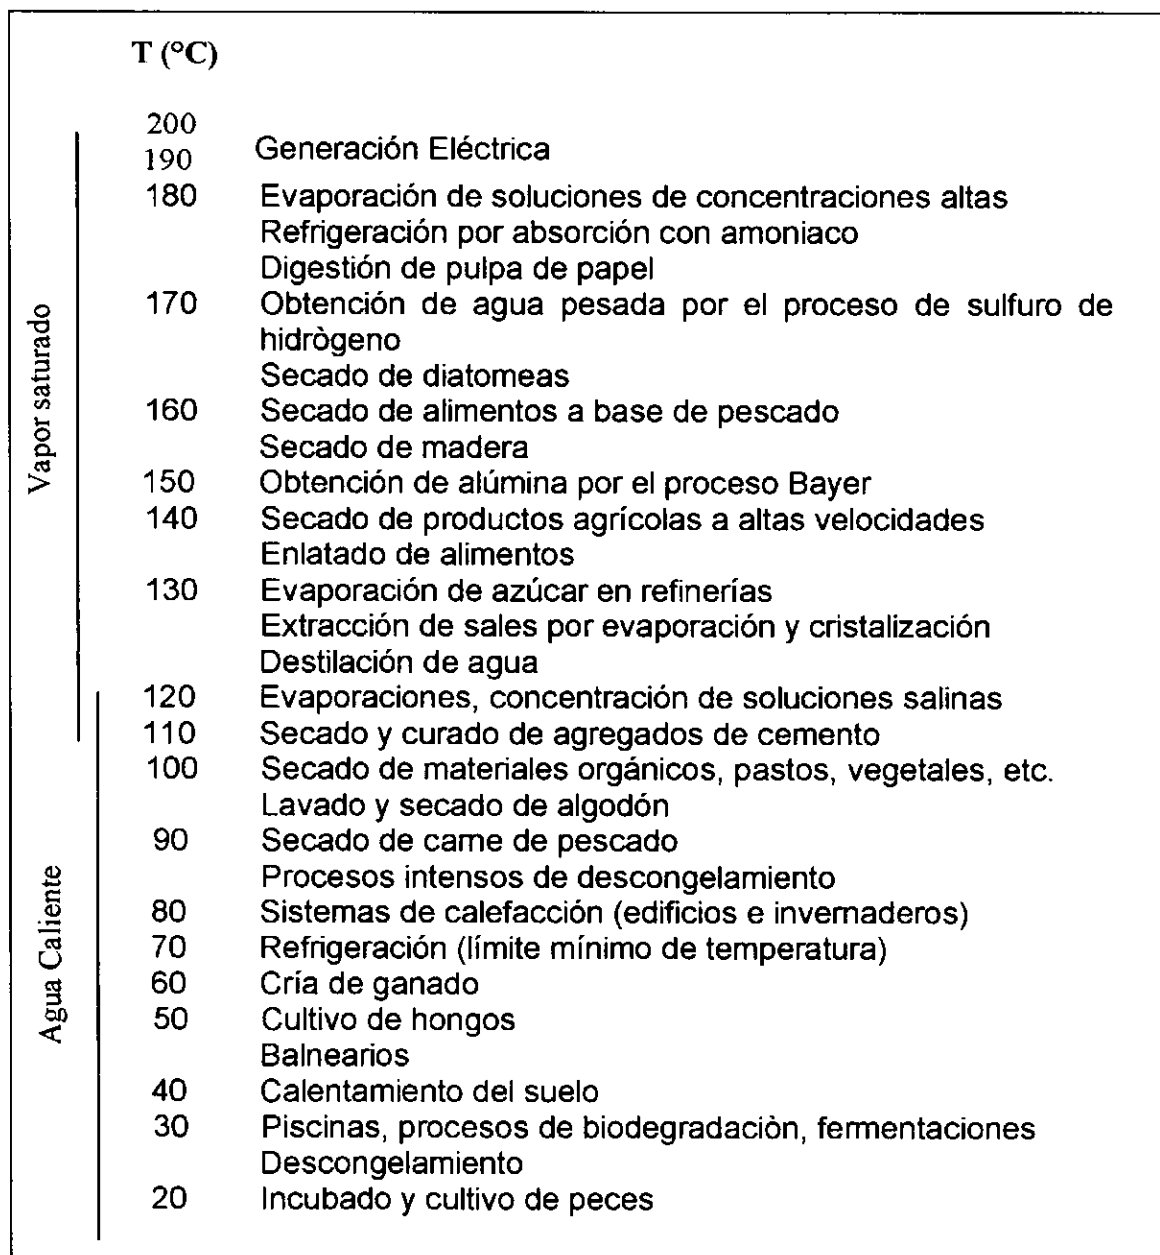 T (°C)
200
190 Generación Eléctrica
180 Evaporación de soluciones de concentraciones altas
Refrigeración por absorción con amoniaco
Digestión de pulpa de papel
170 Obtención de agua pesada por el proceso de sulfuro de
hidrògeno
Secado de diatomeas
160 Secado de alimentos a base de pescado
Secado de madera
150 Obtención de alúmina por el proceso Bayer
140 Secado de productos agrícolas a altas velocidades
Enlatado de alimentos
130 Evaporación de azúcar en refinerías
Extracción de sales por evaporación y cristalización
Destilación de agua
120 Evaporaciones, concentración de soluciones salinas
110 Secado y curado de agregados de cemento
100 Secado de materiales orgánicos, pastos, vegetales, etc.
Lavado y secado de algodón
90 Secado de carne de pescado
Procesos intensos de descongelamiento
80 Sistemas de calefacción (edificios e invernaderos)
70 Refrigeración (límite mínimo de temperatura)
60 Cría de ganado
50 Cultivo de hongos
Balnearios
40 Calentamiento del suelo
30 Piscinas, procesos de biodegradaciòn, fermentaciones
Descongelamiento
20 Incubado y cultivo de peces
Vapor saturado
Agua Caliente